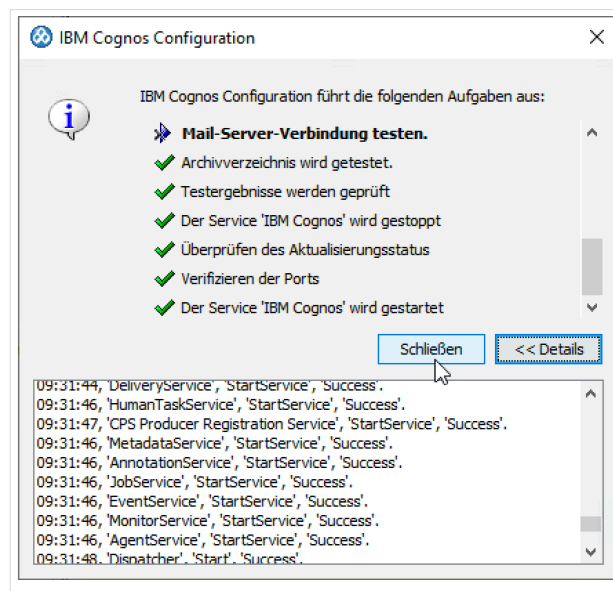 IBM Cognos Configuration
IBM Cognos Configuration führt die folgenden Aufgaben aus:
Mail-Server-Verbindung testen.
Archivverzeichnis wird getestet.
Testergebnisse werden geprüft
Der Service 'IBM Cognos' wird gestoppt
Überprüfen des Aktualisierungsstatus
Verifizieren der Ports
Der Service 'IBM Cognos' wird gestartet
Schließen << Details
09:31:44, 'DeliveryService', 'StartService', 'Success'.
09:31:46, 'HumanTaskService', 'StartService', 'Success'.
09:31:47, 'CPS Producer Registration Service', 'StartService', 'Success'.
09:31:46, 'MetadataService', 'StartService', 'Success'.
09:31:46, 'AnnotationService', 'StartService', 'Success'.
09:31:46, 'JobService', 'StartService', 'Success'.
09:31:46, 'EventService', 'StartService', 'Success'.
09:31:46, 'MonitorService', 'StartService', 'Success'.
09:31:46, 'AgentService', 'StartService', 'Success'.
09:31:48, 'Dispatcher', 'Start', 'Success'.